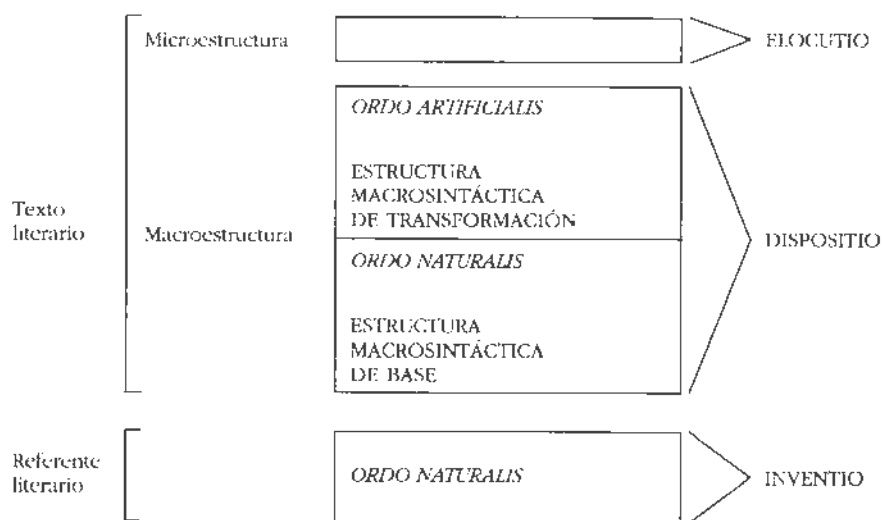 Microestructura
ELOCUTIO
ORDO ARTIFICIALIS
ESTRUCTURA
MACROSINTÁCTICA
DE TRANSFORMACIÓN
Texto
literario
Macroestructura
DISPOSITIO
ORDO NATURALIS
ESTRUCTURA
MACROSINTÁCTICA
DE BASE
Referente
literario
ORDO NATURALIS
INVENTIO